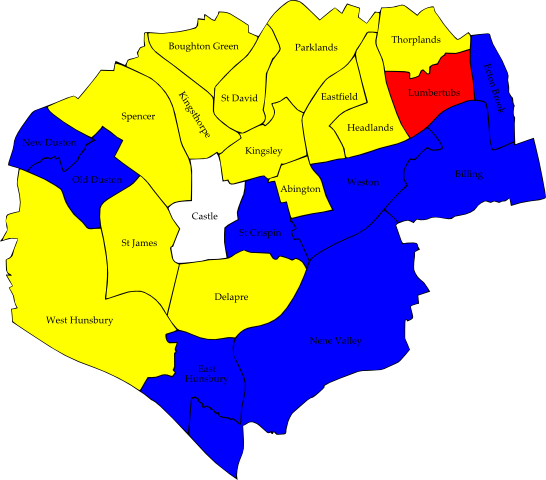 Thorplands
Boughton Green
Parklands
Ecton Brook
Lumbertubs
St David
Eastfield
Kingsthorpe
Spencer
Headlands
New Duston
Kingsley
Old Duston
Weston
Billing
Abington
Castle
St Crispin
St James
Delapre
West Hunsbury
Nene Valley
East
Hunsbury